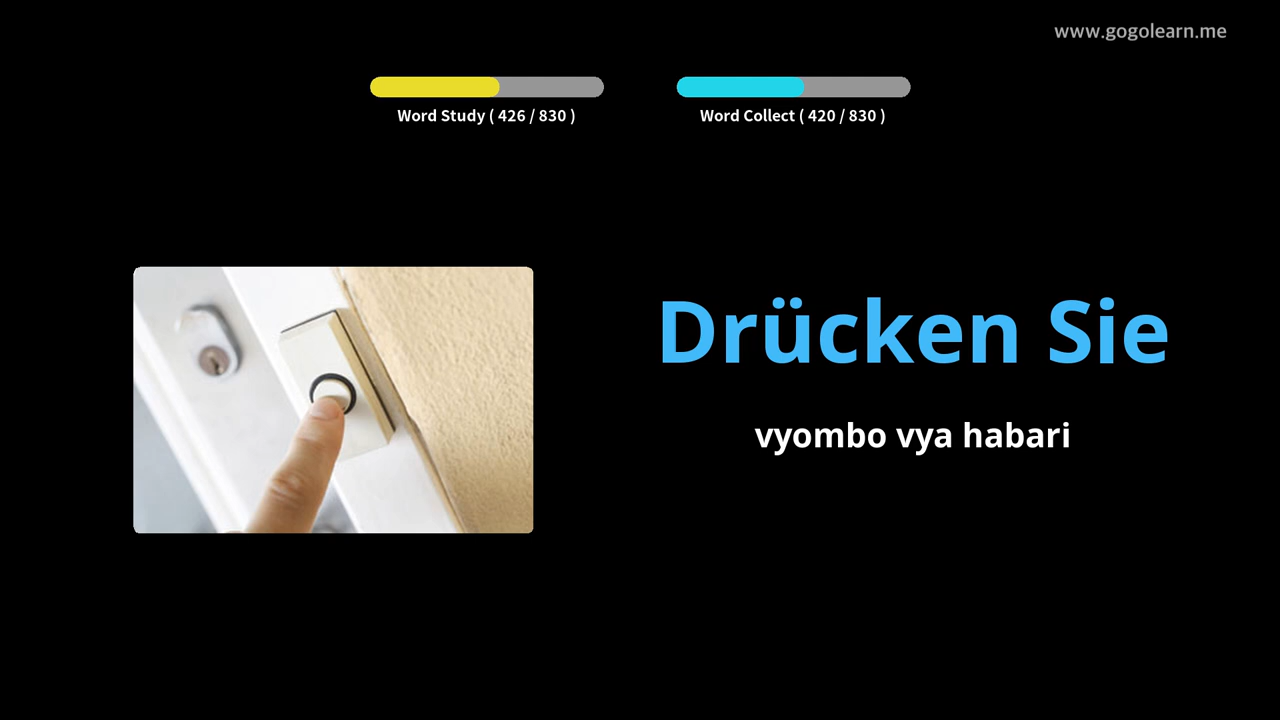 www.gogolearn.me
Word Study ( 426 / 830 )
Word Collect ( 420 / 830 )
Drücken Sie
vyombo vya habari